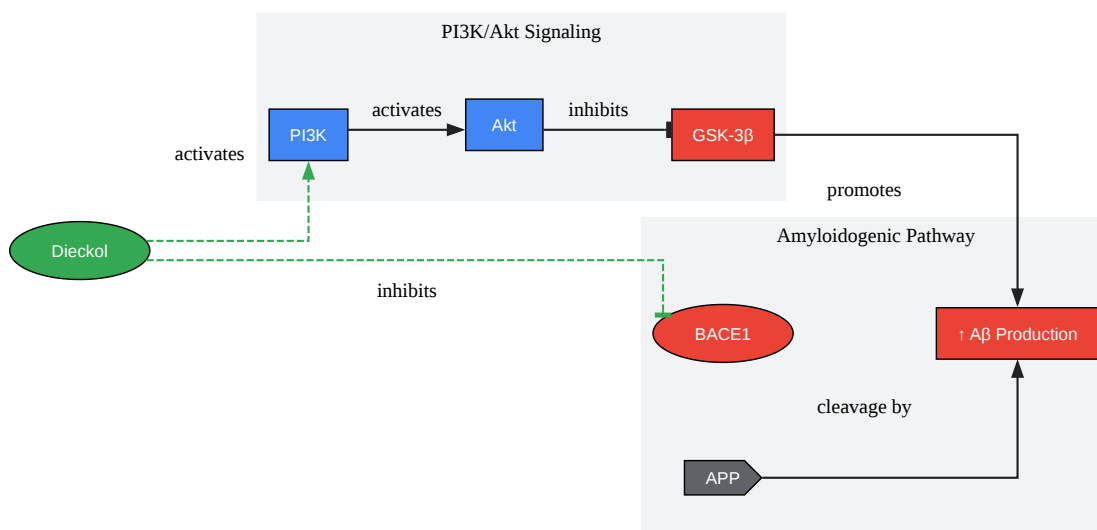 PI3K/Akt Signaling
PI3K
activates
Akt
inhibits
GSK-3β
activates
promotes
Dieckol
inhibits
Amyloidogenic Pathway
BACE1
↑ Aβ Production
cleavage by
APP